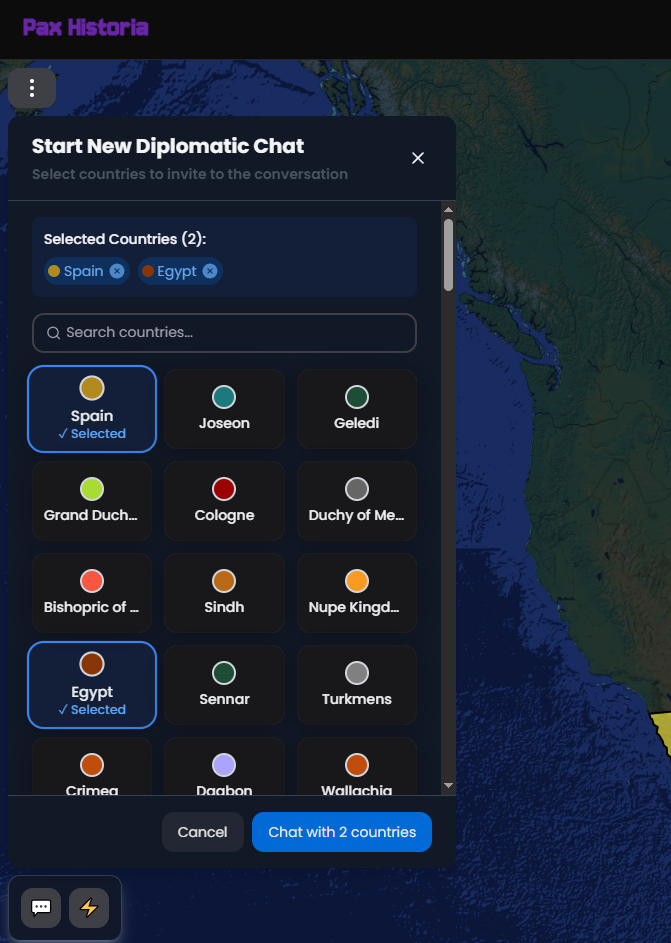 Pax Historia
Start New Diplomatic Chat
Select countries to invite to the conversation
Selected Countries (2):
Spain Egypt
Search countries...
Spain
✓ Selected
Joseon
Geledi
Grand Duch...
Cologne
Duchy of Me...
Bishopric of ...
Sindh
Nupe Kingd...
Egypt
✓ Selected
Sennar
Turkmens
Crimea
Dagbon
Wallachia
Cancel
Chat with 2 countries